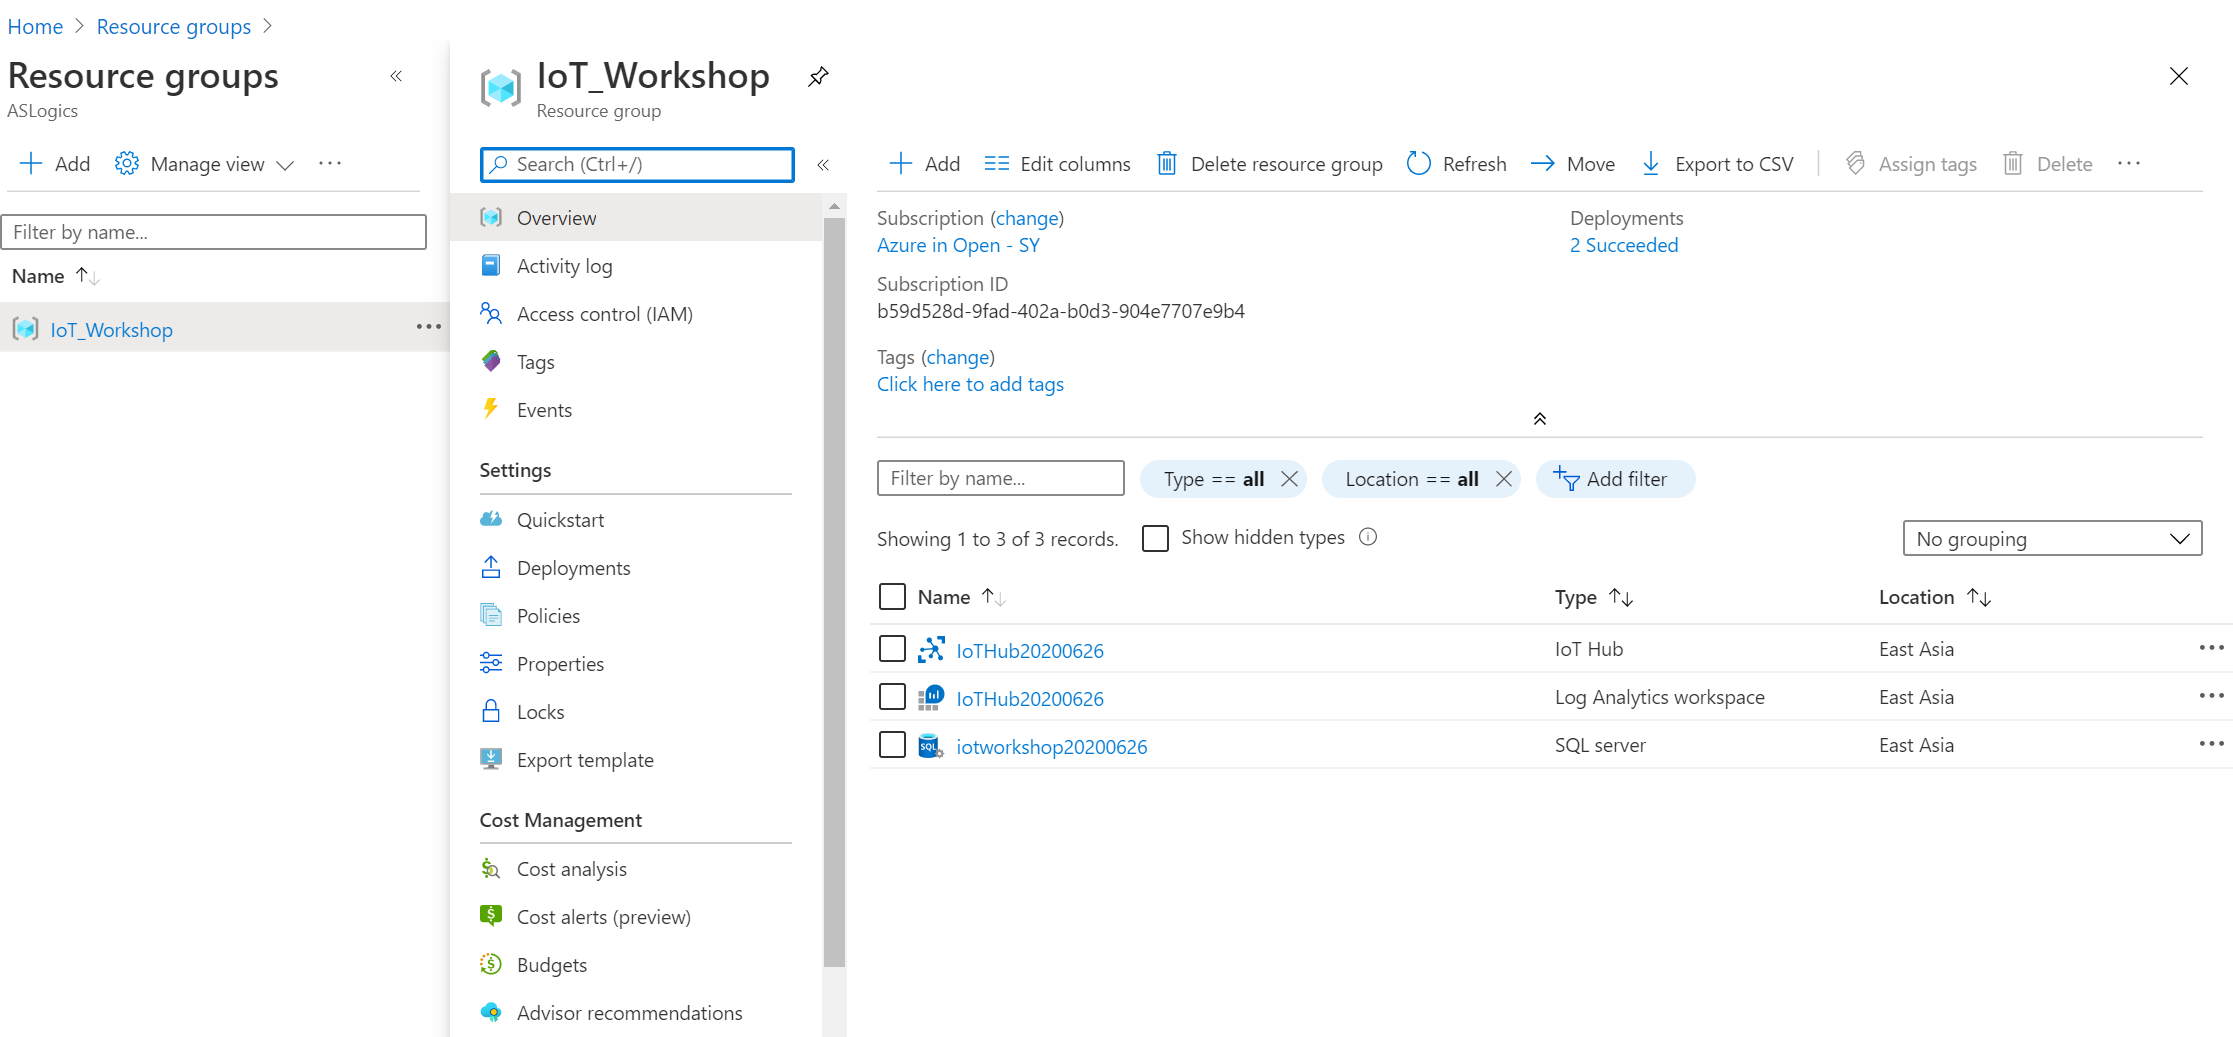 Home > Resource groups >
Resource groups «
ASLogics
Add Manage view ...
Filter by name...
Name ↑↓
IoT_Workshop ...
IoT_Workshop
Resource group
Search (Ctrl+/) «
Overview
Activity log
Access control (IAM)
Tags
Events
Settings
Quickstart
Deployments
Policies
Properties
Locks
Export template
Cost Management
Cost analysis
Cost alerts (preview)
Budgets
Advisor recommendations
Add Edit columns Delete resource group Refresh Move Export to CSV Assign tags Delete ...
Subscription (change)
Azure in Open - SY
Subscription ID
b59d528d-9fad-402a-b0d3-904e7707e9b4
Tags (change)
Click here to add tags
Deployments
2 Succeeded
Filter by name... Type == all Location == all Add filter
Showing 1 to 3 of 3 records. Show hidden types No grouping
Name ↑↓ Type ↑↓ Location ↑↓
IoTHub20200626 IoT Hub East Asia ...
IoTHub20200626 Log Analytics workspace East Asia ...
SQL iotworkshop20200626 SQL server East Asia ...